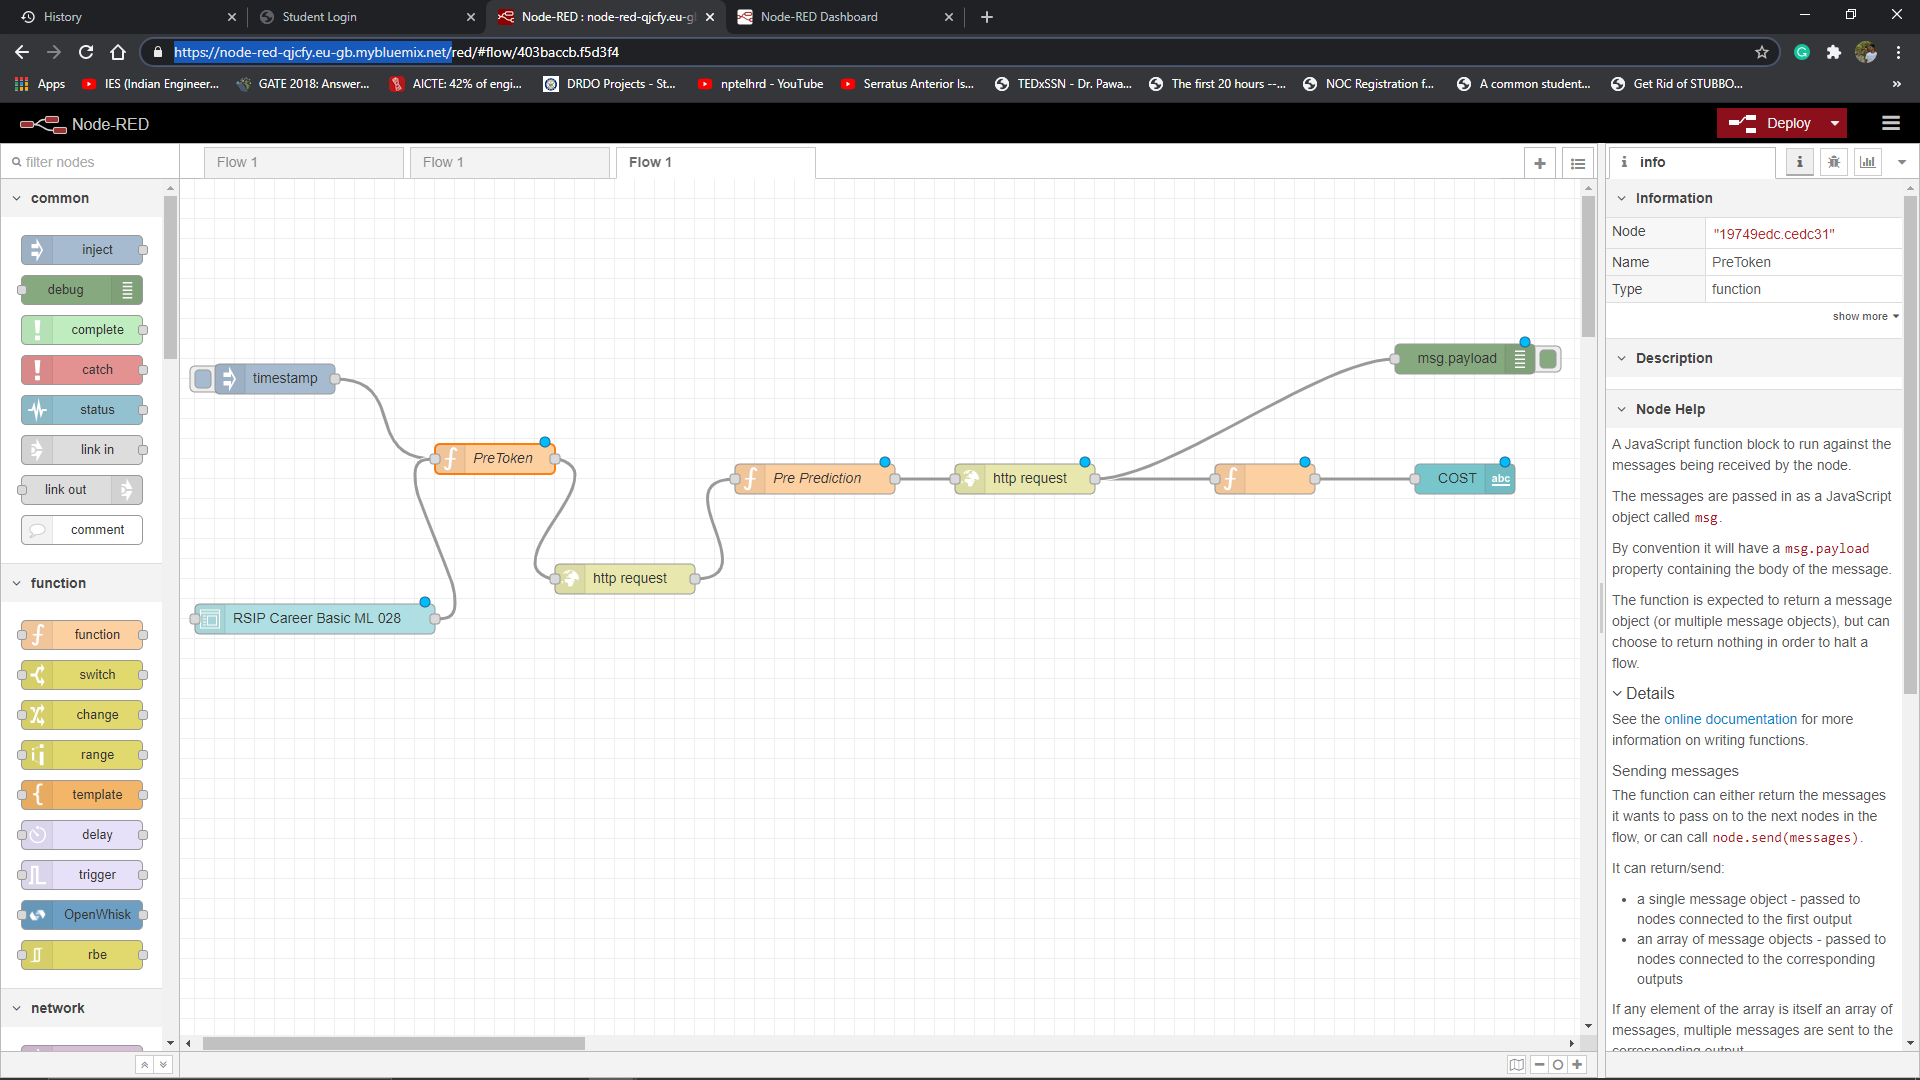 History
Student Login
Node-RED : node-red-qjcfy.eu-g
Node-RED Dashboard
https://node-red-qjcfy.eu-gb.mybluemix.net/red/#flow/403baccb.f5d3f4
Apps
IES (Indian Engineer...
GATE 2018: Answer...
AICTE: 42% of engi...
DRDO Projects - St...
nptelhrd - YouTube
Serratus Anterior Is...
TEDxSSN - Dr. Pawa...
The first 20 hours --...
NOC Registration f...
A common student...
Get Rid of STUBBO...
Node-RED
Deploy
filter nodes
Flow 1
Flow 1
Flow 1
info
common
inject
debug
complete
catch
status
link in
link out
comment
function
function
switch
change
range
template
delay
trigger
OpenWhisk
rbe
network
timestamp
PreToken
RSIP Career Basic ML 028
http request
Pre Prediction
http request
msg.payload
COST
abc
Information
Node
"19749edc.cedc31"
Name
PreToken
Type
function
show more
Description
Node Help
A JavaScript function block to run against the
messages being received by the node.
The messages are passed in as a JavaScript
object called msg.
By convention it will have a msg.payload
property containing the body of the message.
The function is expected to return a message
object (or multiple message objects), but can
choose to return nothing in order to halt a
flow.
Details
See the online documentation for more
information on writing functions.
Sending messages
The function can either return the messages
it wants to pass on to the next nodes in the
flow, or can call node.send(messages).
It can return/send:
• a single message object - passed to
nodes connected to the first output
• an array of message objects - passed to
nodes connected to the corresponding
outputs
If any element of the array is itself an array of
messages, multiple messages are sent to the
corresponding output.